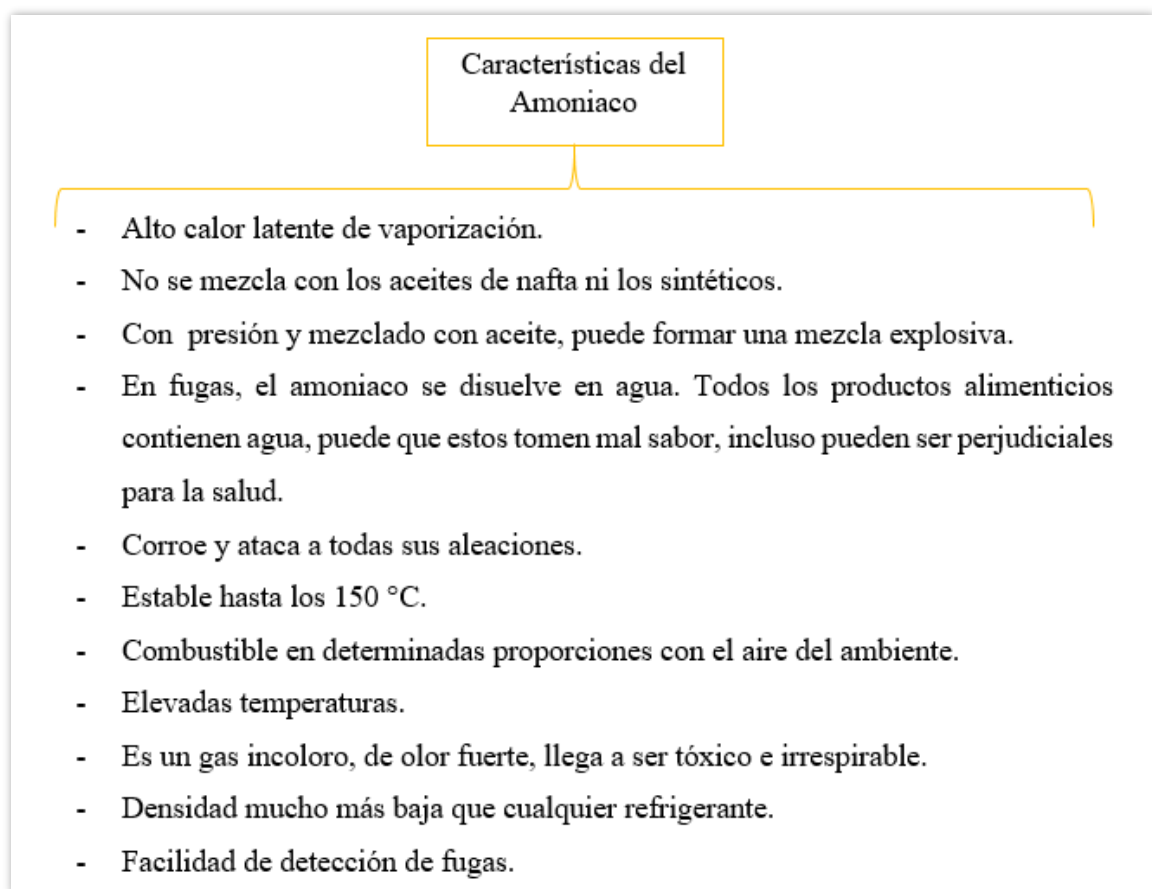 Características del
Amoniaco
- Alto calor latente de vaporización.
- No se mezcla con los aceites de nafta ni los sintéticos.
- Con presión y mezclado con aceite, puede formar una mezcla explosiva.
- En fugas, el amoniaco se disuelve en agua. Todos los productos alimenticios
contienen agua, puede que estos tomen mal sabor, incluso pueden ser perjudiciales
para la salud.
- Corroe y ataca a todas sus aleaciones.
- Estable hasta los 150 °C.
- Combustible en determinadas proporciones con el aire del ambiente.
- Elevadas temperaturas.
- Es un gas incoloro, de olor fuerte, llega a ser tóxico e irrespirable.
- Densidad mucho más baja que cualquier refrigerante.
- Facilidad de detección de fugas.